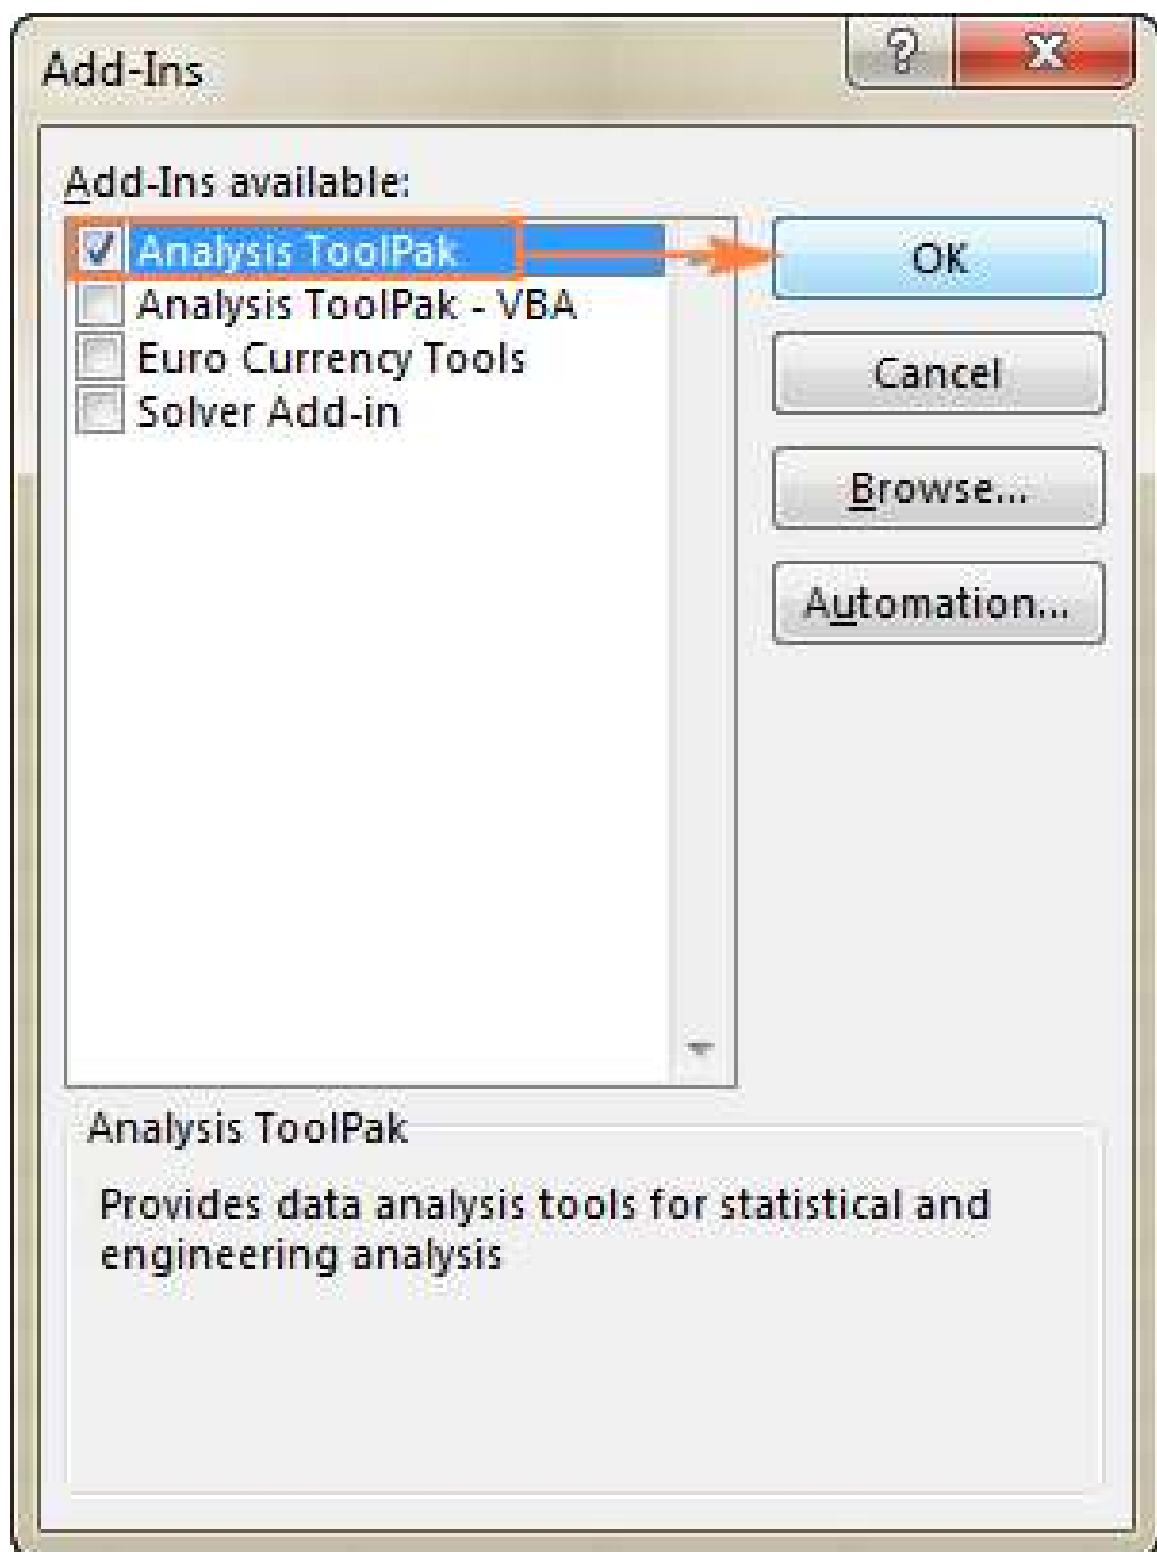 Add-Ins
?
Add-Ins available:
Analysis ToolPak
Analysis ToolPak - VBA
Euro Currency Tools
Solver Add-in
OK
Cancel
Browse...
Automation...
Analysis ToolPak
Provides data analysis tools for statistical and
engineering analysis